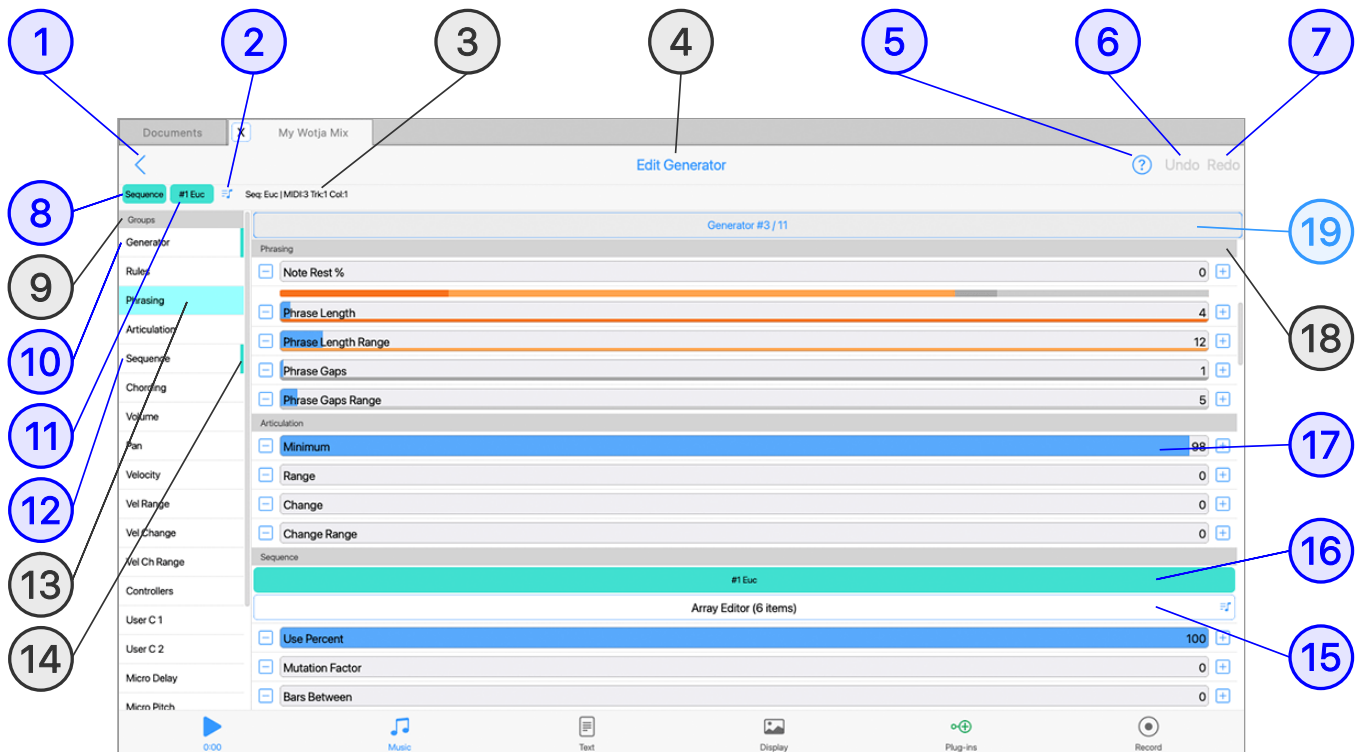 1 2 3 4 5 6 7
Documents X My Wotja Mix
Edit Generator ? Undo Redo
8 Sequence #1 Euc Seq: Euc | MIDI:3 Trk:1 Col:1
Groups
Generator #3 / 11 19
Generator
Phrasing 18
9 Rules
Note Rest % 0
Phrasing
Phrase Length 4
Articulation
Phrase Length Range 12
10 Sequence
Phrase Gaps 1
Chording
Phrase Gaps Range 5
Volume
Articulation
11 Pan
Minimum 98 17
Velocity
Range 0
12 Vel Range
Change 0
Vel Change
Change Range 0
Vel Ch Range
Sequence 16
13 Controllers
#1 Euc
User C 1
Array Editor (6 items)
14 User C 2
Use Percent 100 15
Micro Delay
Mutation Factor 0
Micro Pitch
Bars Between 0
0:00 Music Text Display Plug-ins Record